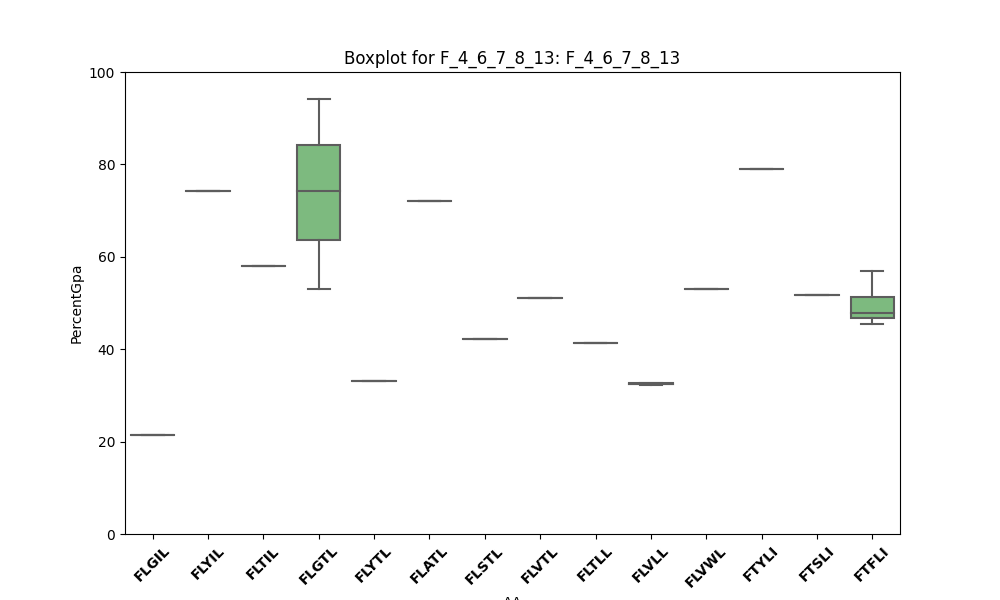 Boxplot for F_4_6_7_8_13: F_4_6_7_8_13
100
80
60
40
20
0
PercentGpa
FLGIL
FLYIL
FLTIL
FLGTL
FLYTL
FLATL
FLSTL
FLVTL
FLTLL
FLVLL
FLVWL
FTYLI
FTSLI
FTFLI